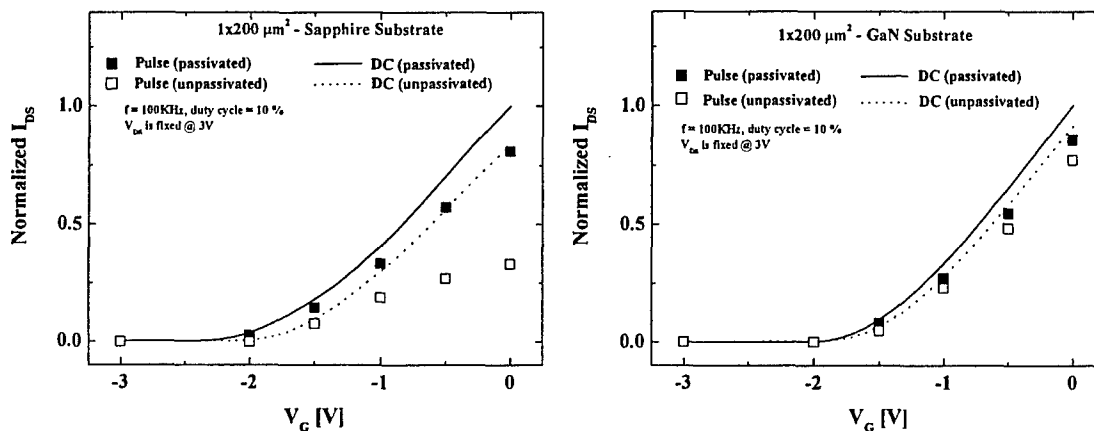 1x200 μm² - Sapphire Substrate
■ Pulse (passivated) DC (passivated)
□ Pulse (unpassivated) DC (unpassivated)
f = 100KHz, duty cycle = 10 %
V_DS is fixed @ 3V
Normalized I_DS
1.0
0.5
0.0
-3 -2 -1 0
V_G [V]
1x200 μm² - GaN Substrate
■ Pulse (passivated) DC (passivated)
□ Pulse (unpassivated) DC (unpassivated)
f = 100KHz, duty cycle = 10 %
V_DS is fixed @ 3V
Normalized I_DS
1.0
0.5
0.0
-3 -2 -1 0
V_G [V]